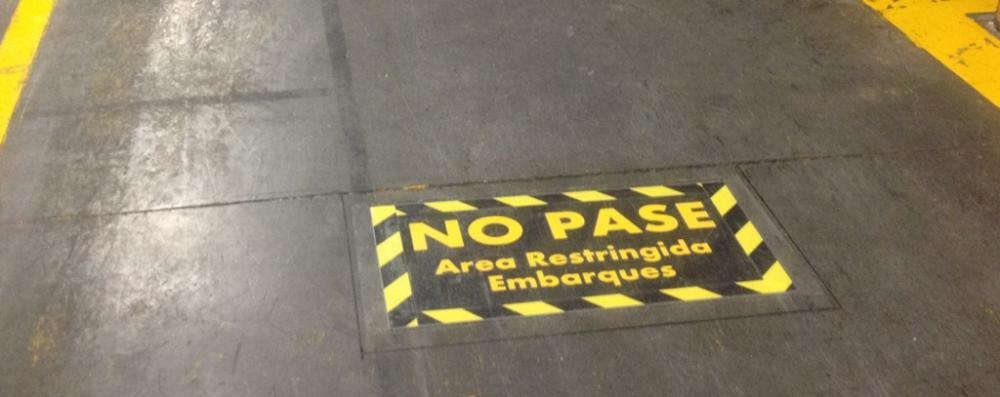 NO PASE
Area Restringida
Embarques